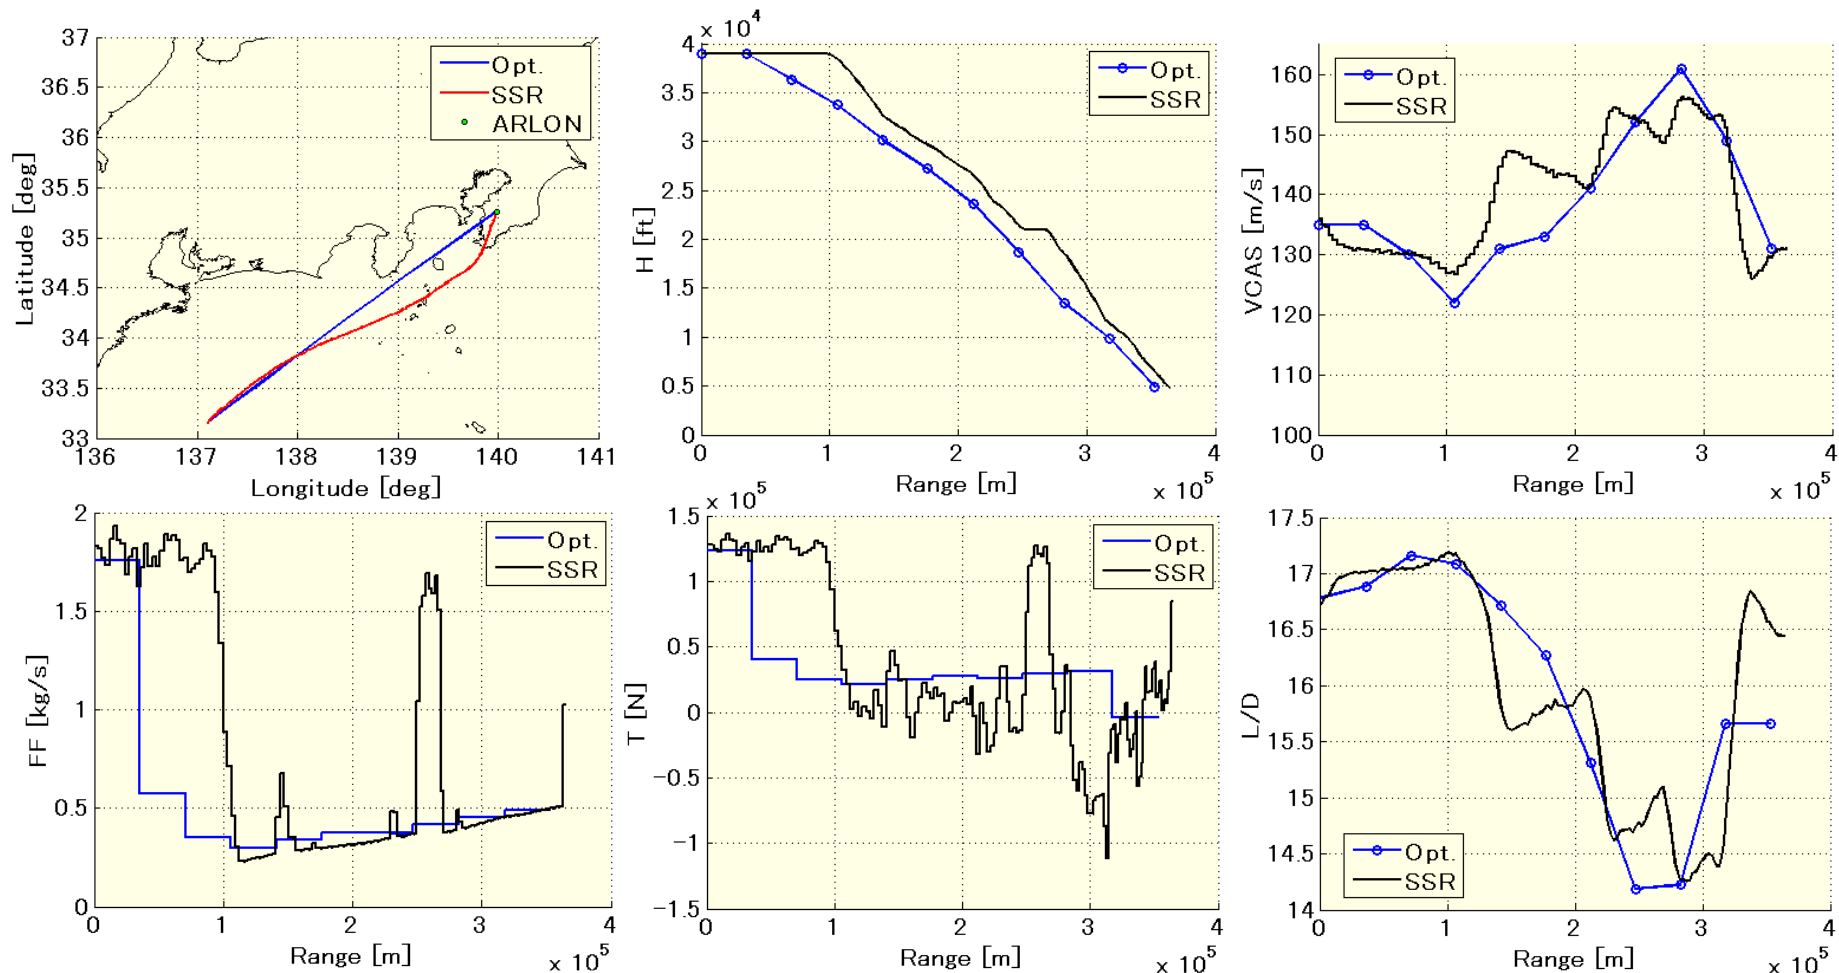 37
36.5
36
35.5
35
34.5
34
33.5
33
Latitude [deg]
136
137
138
139
140
141
Longitude [deg]
Opt.
SSR
ARLON
x 10^4
4
3.5
3
2.5
2
1.5
1
0.5
0
H [ft]
0
1
2
3
4
Range [m]
x 10^5
Opt.
SSR
160
150
140
130
120
110
100
VCAS [m/s]
0
1
2
3
4
Range [m]
x 10^5
Opt.
SSR
2
1.5
1
0.5
0
FF [kg/s]
0
1
2
3
4
Range [m]
x 10^5
Opt.
SSR
x 10^5
1.5
1
0.5
0
-0.5
-1
-1.5
T [N]
0
1
2
3
4
Range [m]
x 10^5
Opt.
SSR
17.5
17
16.5
16
15.5
15
14.5
14
L/D
0
1
2
3
4
Range [m]
x 10^5
Opt.
SSR